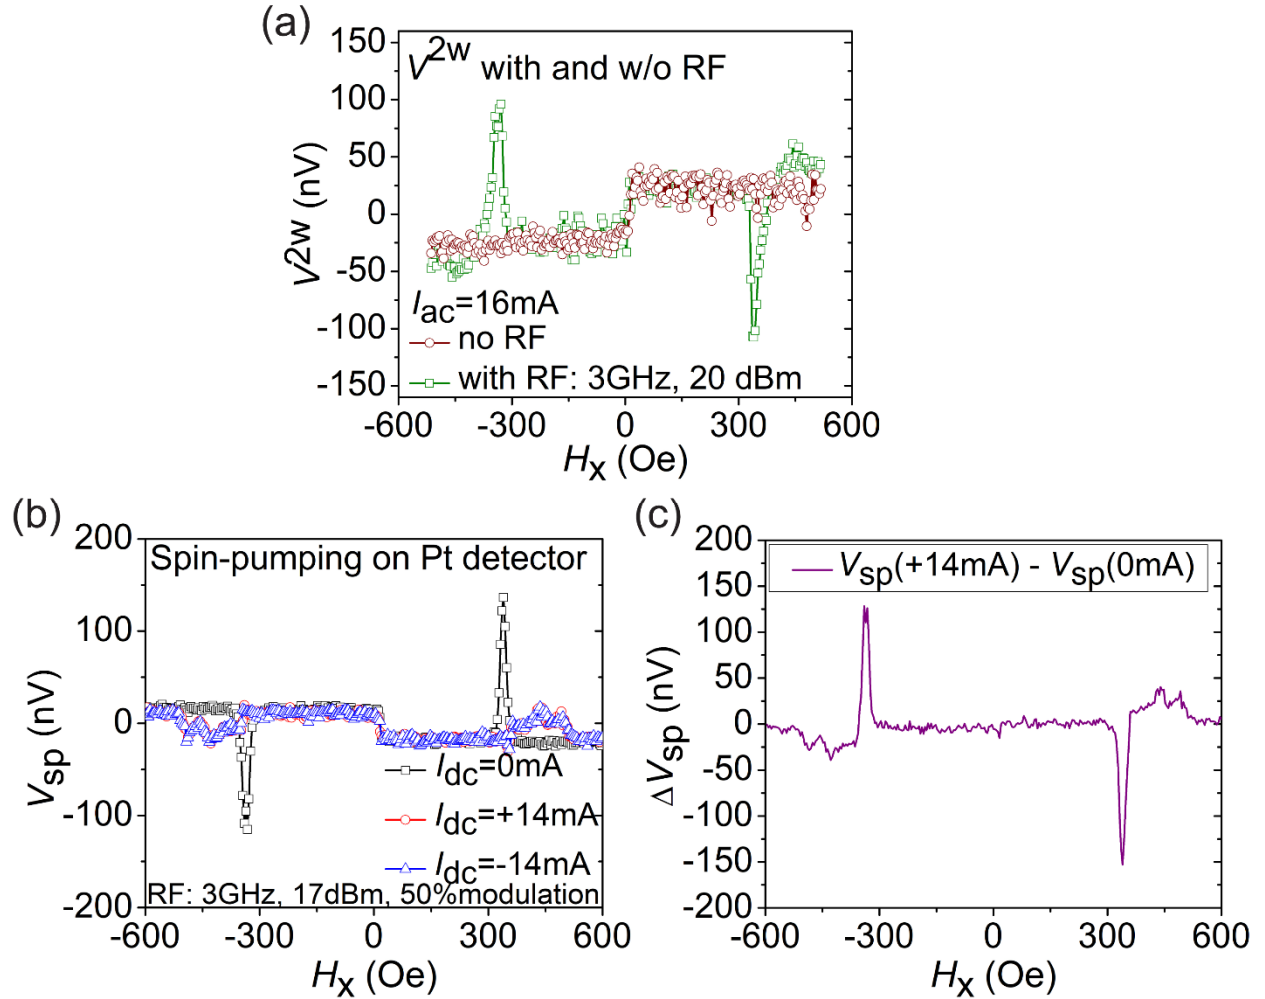 (a)
V2w with and w/o RF
V2w (nV)
150
100
50
0
-50
-100
-150
Iac=16mA
no RF
with RF: 3GHz, 20 dBm
-600 -300 0 300 600
Hx (Oe)
(b)
Spin-pumping on Pt detector
Vsp (nV)
200
100
0
-100
-200
Idc=0mA
Idc=+14mA
Idc=-14mA
RF: 3GHz, 17dBm, 50%modulation
-600 -300 0 300 600
Hx (Oe)
(c)
Vsp(+14mA) - Vsp(0mA)
ΔVsp (nV)
200
150
100
50
0
-50
-100
-150
-200
-600 -300 0 300 600
Hx (Oe)